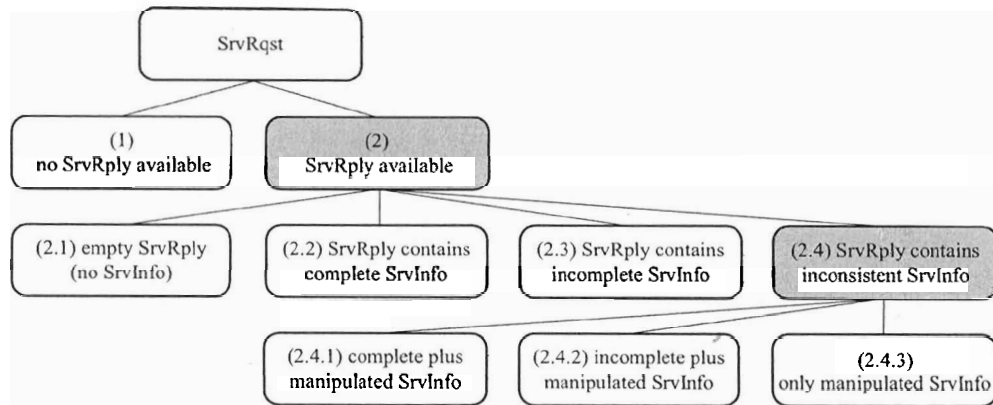 SrvRqst
(1)
no SrvRply available
(2)
SrvRply available
(2.1) empty SrvRply
(no SrvInfo)
(2.2) SrvRply contains
complete SrvInfo
(2.3) SrvRply contains
incomplete SrvInfo
(2.4) SrvRply contains
inconsistent SrvInfo
(2.4.1) complete plus
manipulated SrvInfo
(2.4.2) incomplete plus
manipulated SrvInfo
(2.4.3)
only manipulated SrvInfo